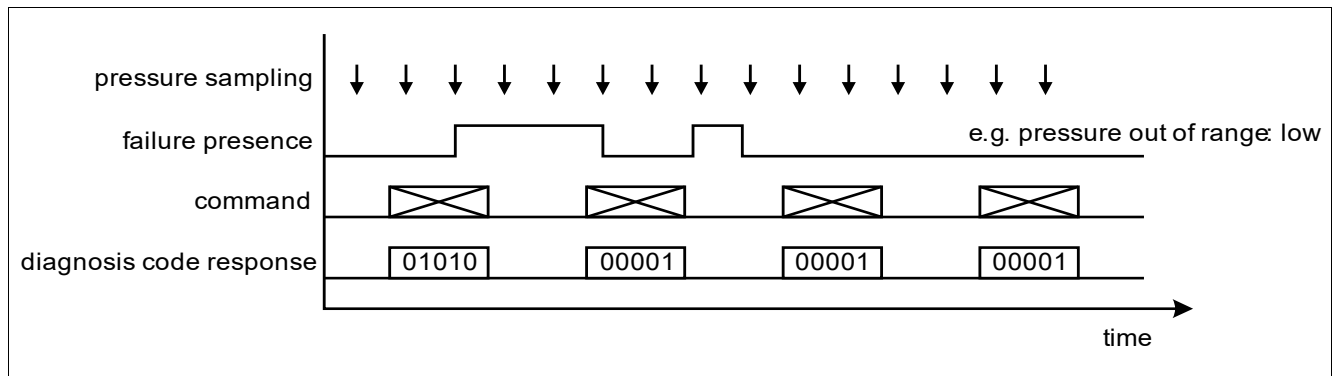 pressure sampling
failure presence
e.g. pressure out of range: low
command
diagnosis code response
01010
00001
00001
00001
time